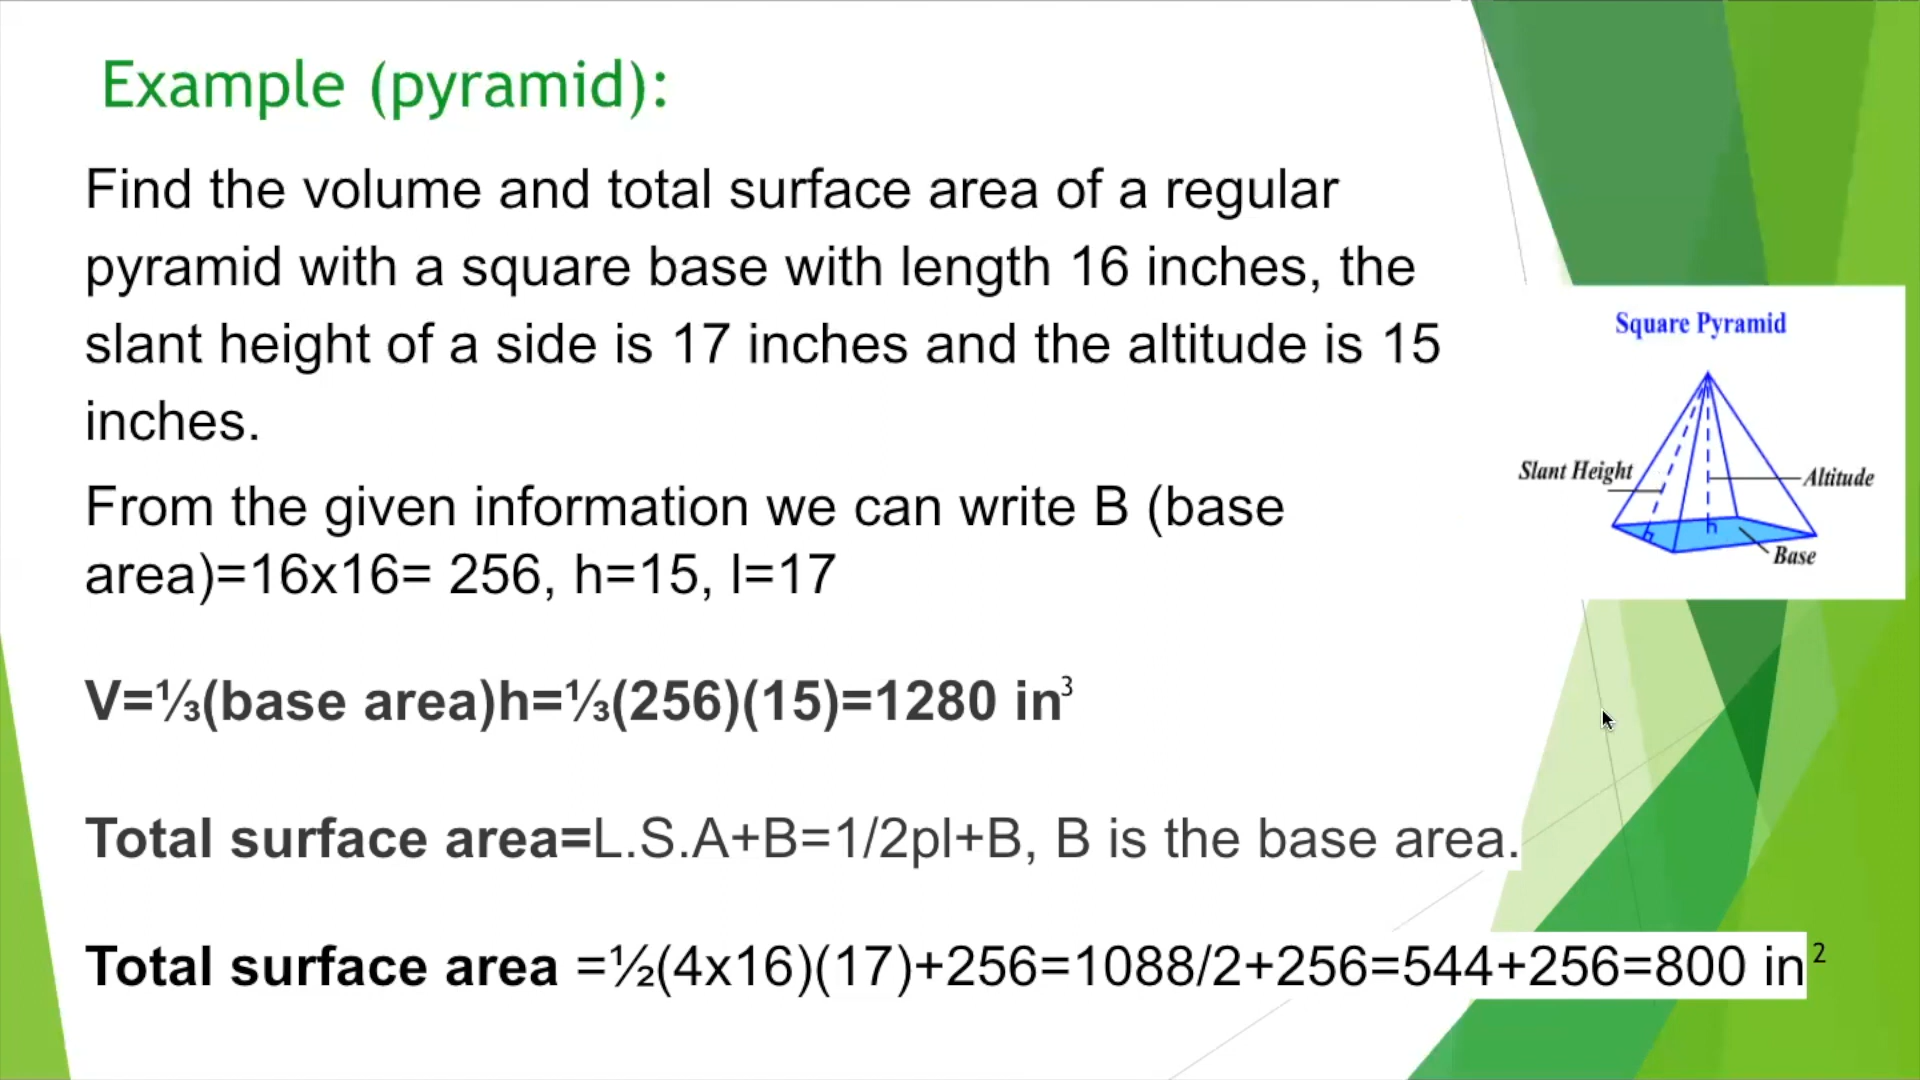 Example (pyramid):
Find the volume and total surface area of a regular
pyramid with a square base with length 16 inches, the
slant height of a side is 17 inches and the altitude is 15
inches.
From the given information we can write B (base
area)=16x16= 256, h=15, l=17
V=⅓(base area)h=⅓(256)(15)=1280 in³
Total surface area=L.S.A+B=1/2pl+B, B is the base area.
Total surface area =½(4x16)(17)+256=1088/2+256=544+256=800 in²
Square Pyramid
Slant Height
Altitude
h
Base